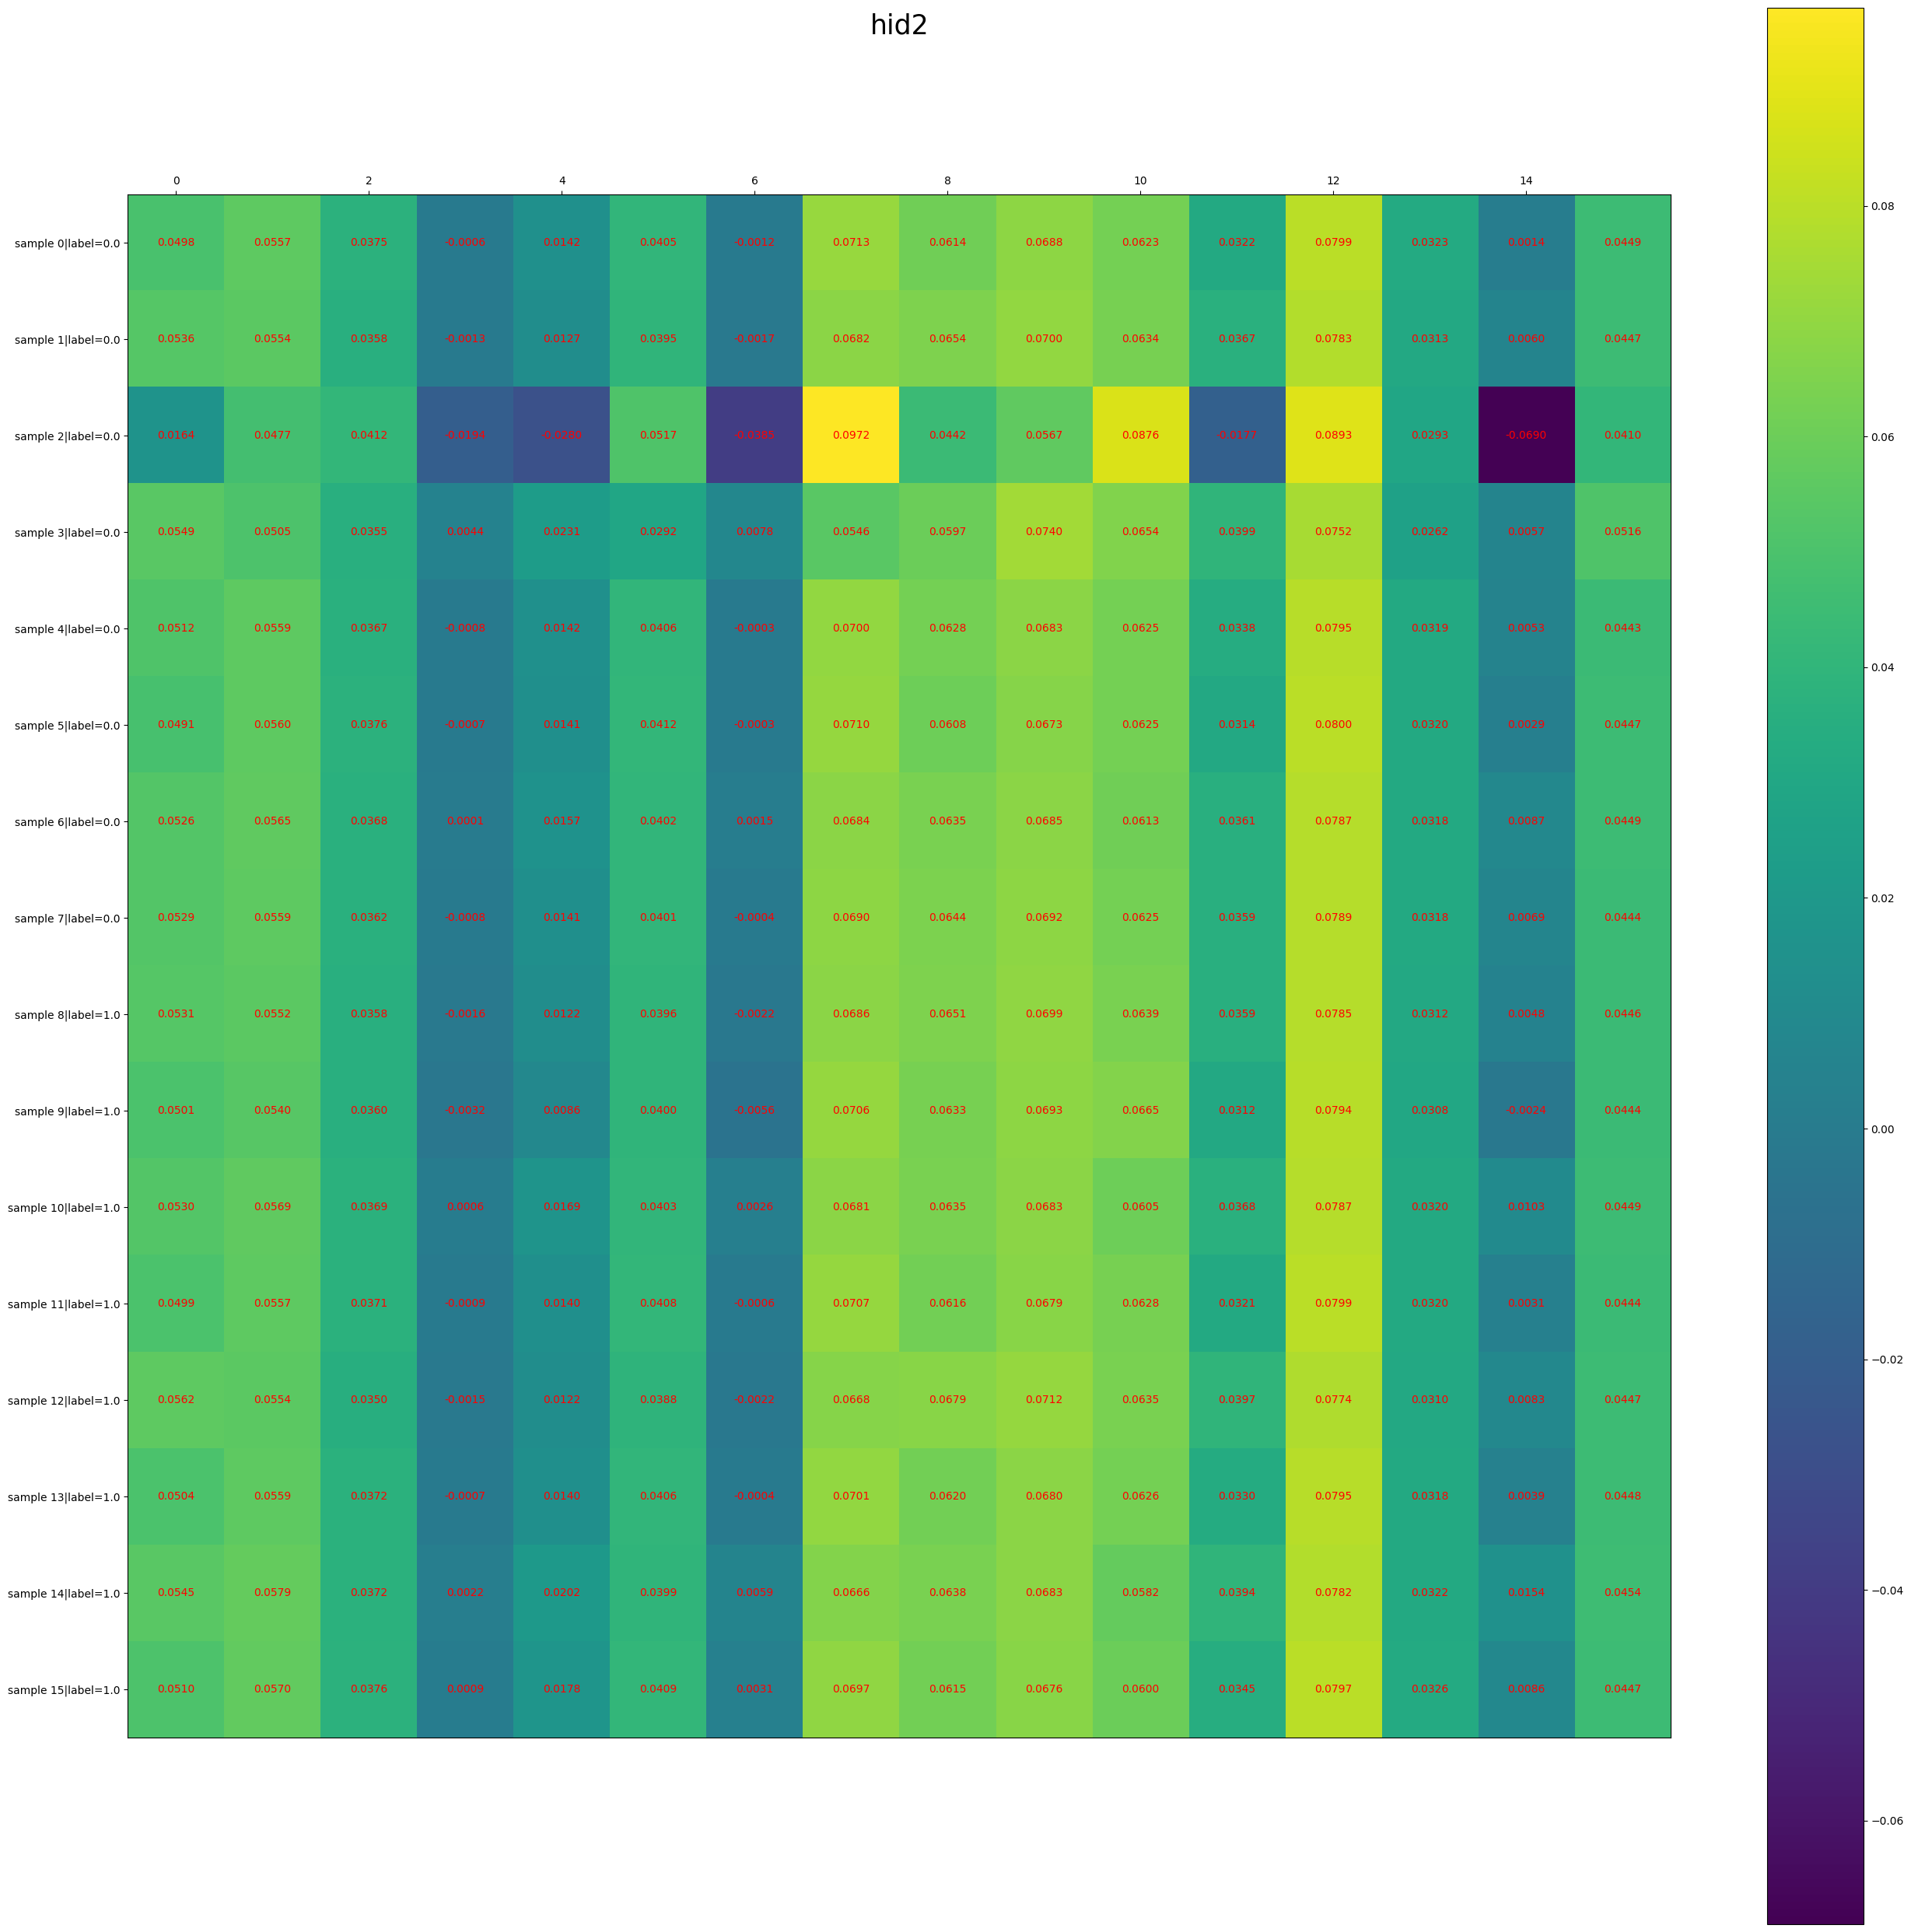 hid2
0 2 4 6 8 10 12 14
sample 0|label=0.0 0.0498 0.0557 0.0375 -0.0006 0.0142 0.0405 -0.0012 0.0713 0.0614 0.0688 0.0623 0.0322 0.0799 0.0323 0.0014 0.0449
0.08
sample 1|label=0.0 0.0536 0.0554 0.0358 -0.0013 0.0127 0.0395 -0.0017 0.0682 0.0654 0.0700 0.0634 0.0367 0.0783 0.0313 0.0060 0.0447
sample 2|label=0.0 0.0164 0.0477 0.0412 -0.0194 0.0517 0.0972 0.0442 0.0567 0.0876 -0.0177 0.0893 0.0293 -0.0690 0.0410
0.06
sample 3|label=0.0 0.0549 0.0505 0.0355 0.0044 0.0231 0.0292 0.0078 0.0546 0.0597 0.0740 0.0654 0.0399 0.0752 0.0262 0.0057 0.0516
sample 4|label=0.0 0.0512 0.0559 0.0367 -0.0008 0.0142 0.0406 -0.0003 0.0700 0.0628 0.0683 0.0625 0.0338 0.0795 0.0319 0.0053 0.0443
0.04
sample 5|label=0.0 0.0491 0.0560 0.0376 -0.0007 0.0141 0.0412 -0.0003 0.0710 0.0608 0.0673 0.0625 0.0314 0.0800 0.0320 0.0029 0.0447
sample 6|label=0.0 0.0526 0.0565 0.0368 0.0001 0.0157 0.0402 0.0015 0.0684 0.0635 0.0685 0.0613 0.0361 0.0787 0.0318 0.0087 0.0449
0.02
sample 7|label=0.0 0.0529 0.0559 0.0362 -0.0008 0.0141 0.0401 -0.0004 0.0690 0.0644 0.0692 0.0625 0.0359 0.0789 0.0318 0.0069 0.0444
sample 8|label=1.0 0.0531 0.0552 0.0358 -0.0016 0.0122 0.0396 -0.0022 0.0686 0.0651 0.0699 0.0639 0.0359 0.0785 0.0312 0.0048 0.0446
sample 9|label=1.0 0.0501 0.0540 0.0360 -0.0032 0.0086 0.0400 -0.0056 0.0706 0.0633 0.0693 0.0665 0.0312 0.0794 0.0308 -0.0024 0.0444
0.00
sample 10|label=1.0 0.0530 0.0569 0.0369 0.0006 0.0169 0.0403 0.0026 0.0681 0.0635 0.0683 0.0605 0.0368 0.0787 0.0320 0.0103 0.0449
sample 11|label=1.0 0.0499 0.0557 0.0371 -0.0009 0.0140 0.0408 -0.0006 0.0707 0.0616 0.0679 0.0628 0.0321 0.0799 0.0320 0.0031 0.0444
−0.02
sample 12|label=1.0 0.0562 0.0554 0.0350 -0.0015 0.0122 0.0388 -0.0022 0.0668 0.0679 0.0712 0.0635 0.0397 0.0774 0.0310 0.0083 0.0447
sample 13|label=1.0 0.0504 0.0559 0.0372 -0.0007 0.0140 0.0406 -0.0004 0.0701 0.0620 0.0680 0.0626 0.0330 0.0795 0.0318 0.0039 0.0448
−0.04
sample 14|label=1.0 0.0545 0.0579 0.0372 0.0022 0.0202 0.0399 0.0059 0.0666 0.0638 0.0683 0.0582 0.0394 0.0782 0.0322 0.0154 0.0454
sample 15|label=1.0 0.0510 0.0570 0.0376 0.0009 0.0178 0.0409 0.0031 0.0697 0.0615 0.0676 0.0600 0.0345 0.0797 0.0326 0.0086 0.0447
−0.06